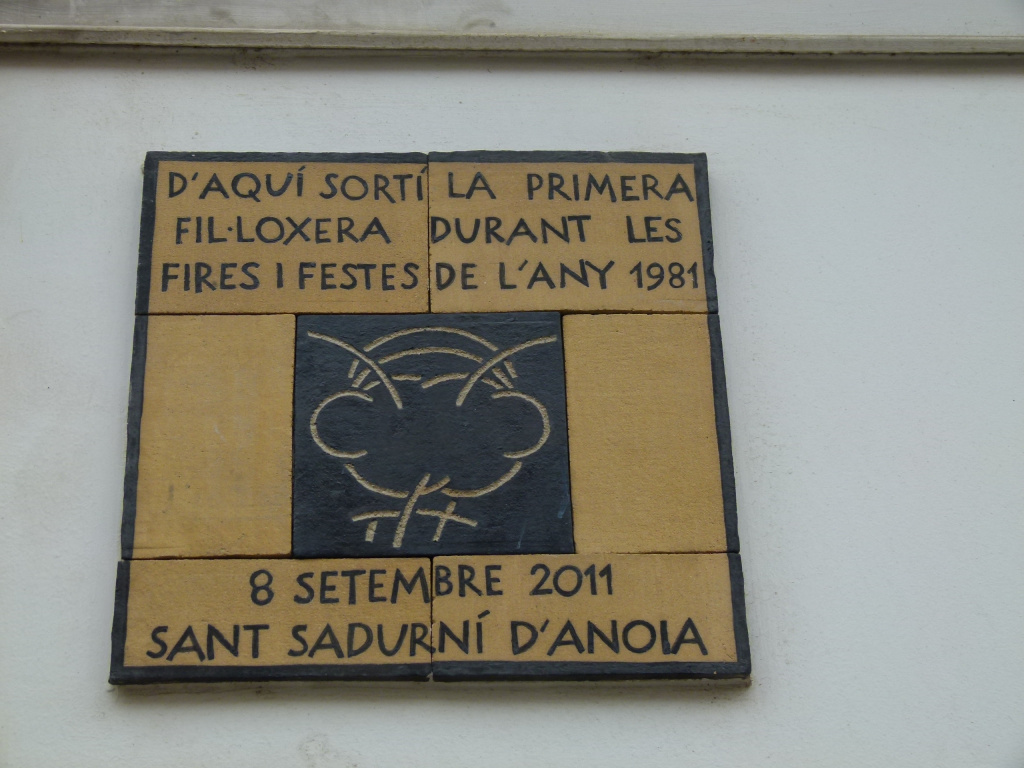 D'AQUÍ SORTÍ LA PRIMERA
FIL·LOXERA DURANT LES
FIRES I FESTES DE L'ANY 1981
8 SETEMBRE 2011
SANT SADURNÍ D'ANOIA